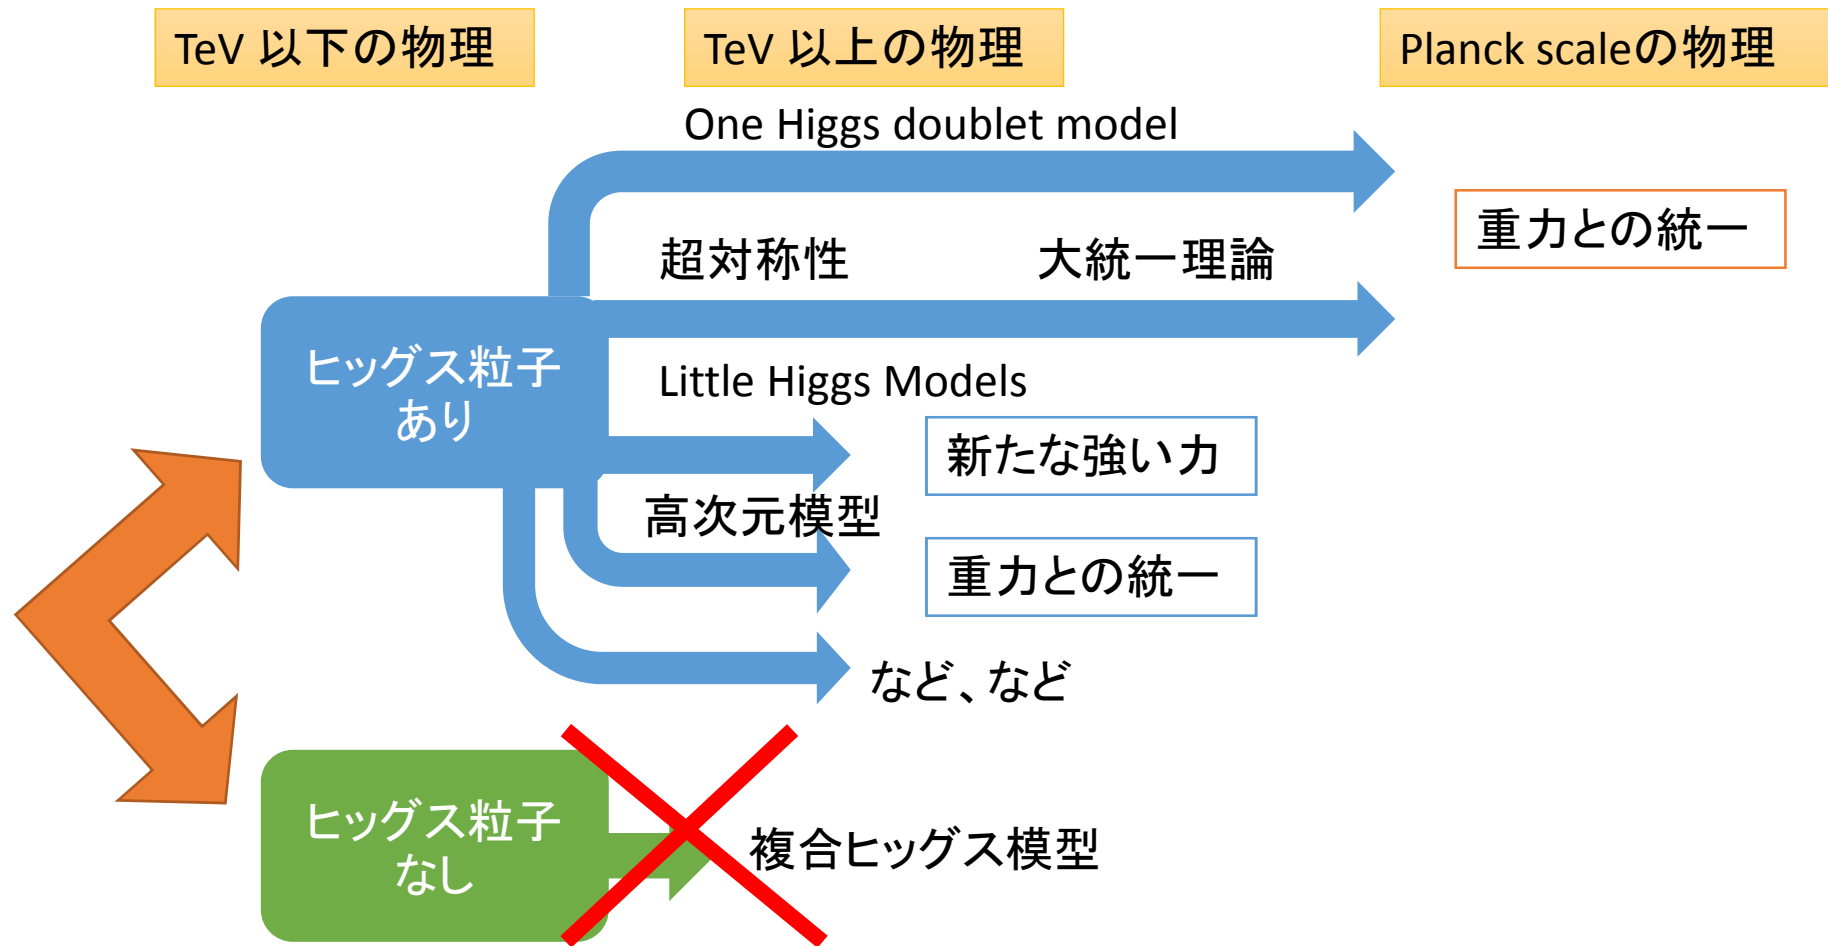 TeV 以下の物理
TeV 以上の物理
Planck scaleの物理
One Higgs doublet model
重力との統一
超対称性
大統一理論
ヒッグス粒子
あり
Little Higgs Models
新たな強い力
高次元模型
重力との統一
など、など
ヒッグス粒子
なし
複合ヒッグス模型